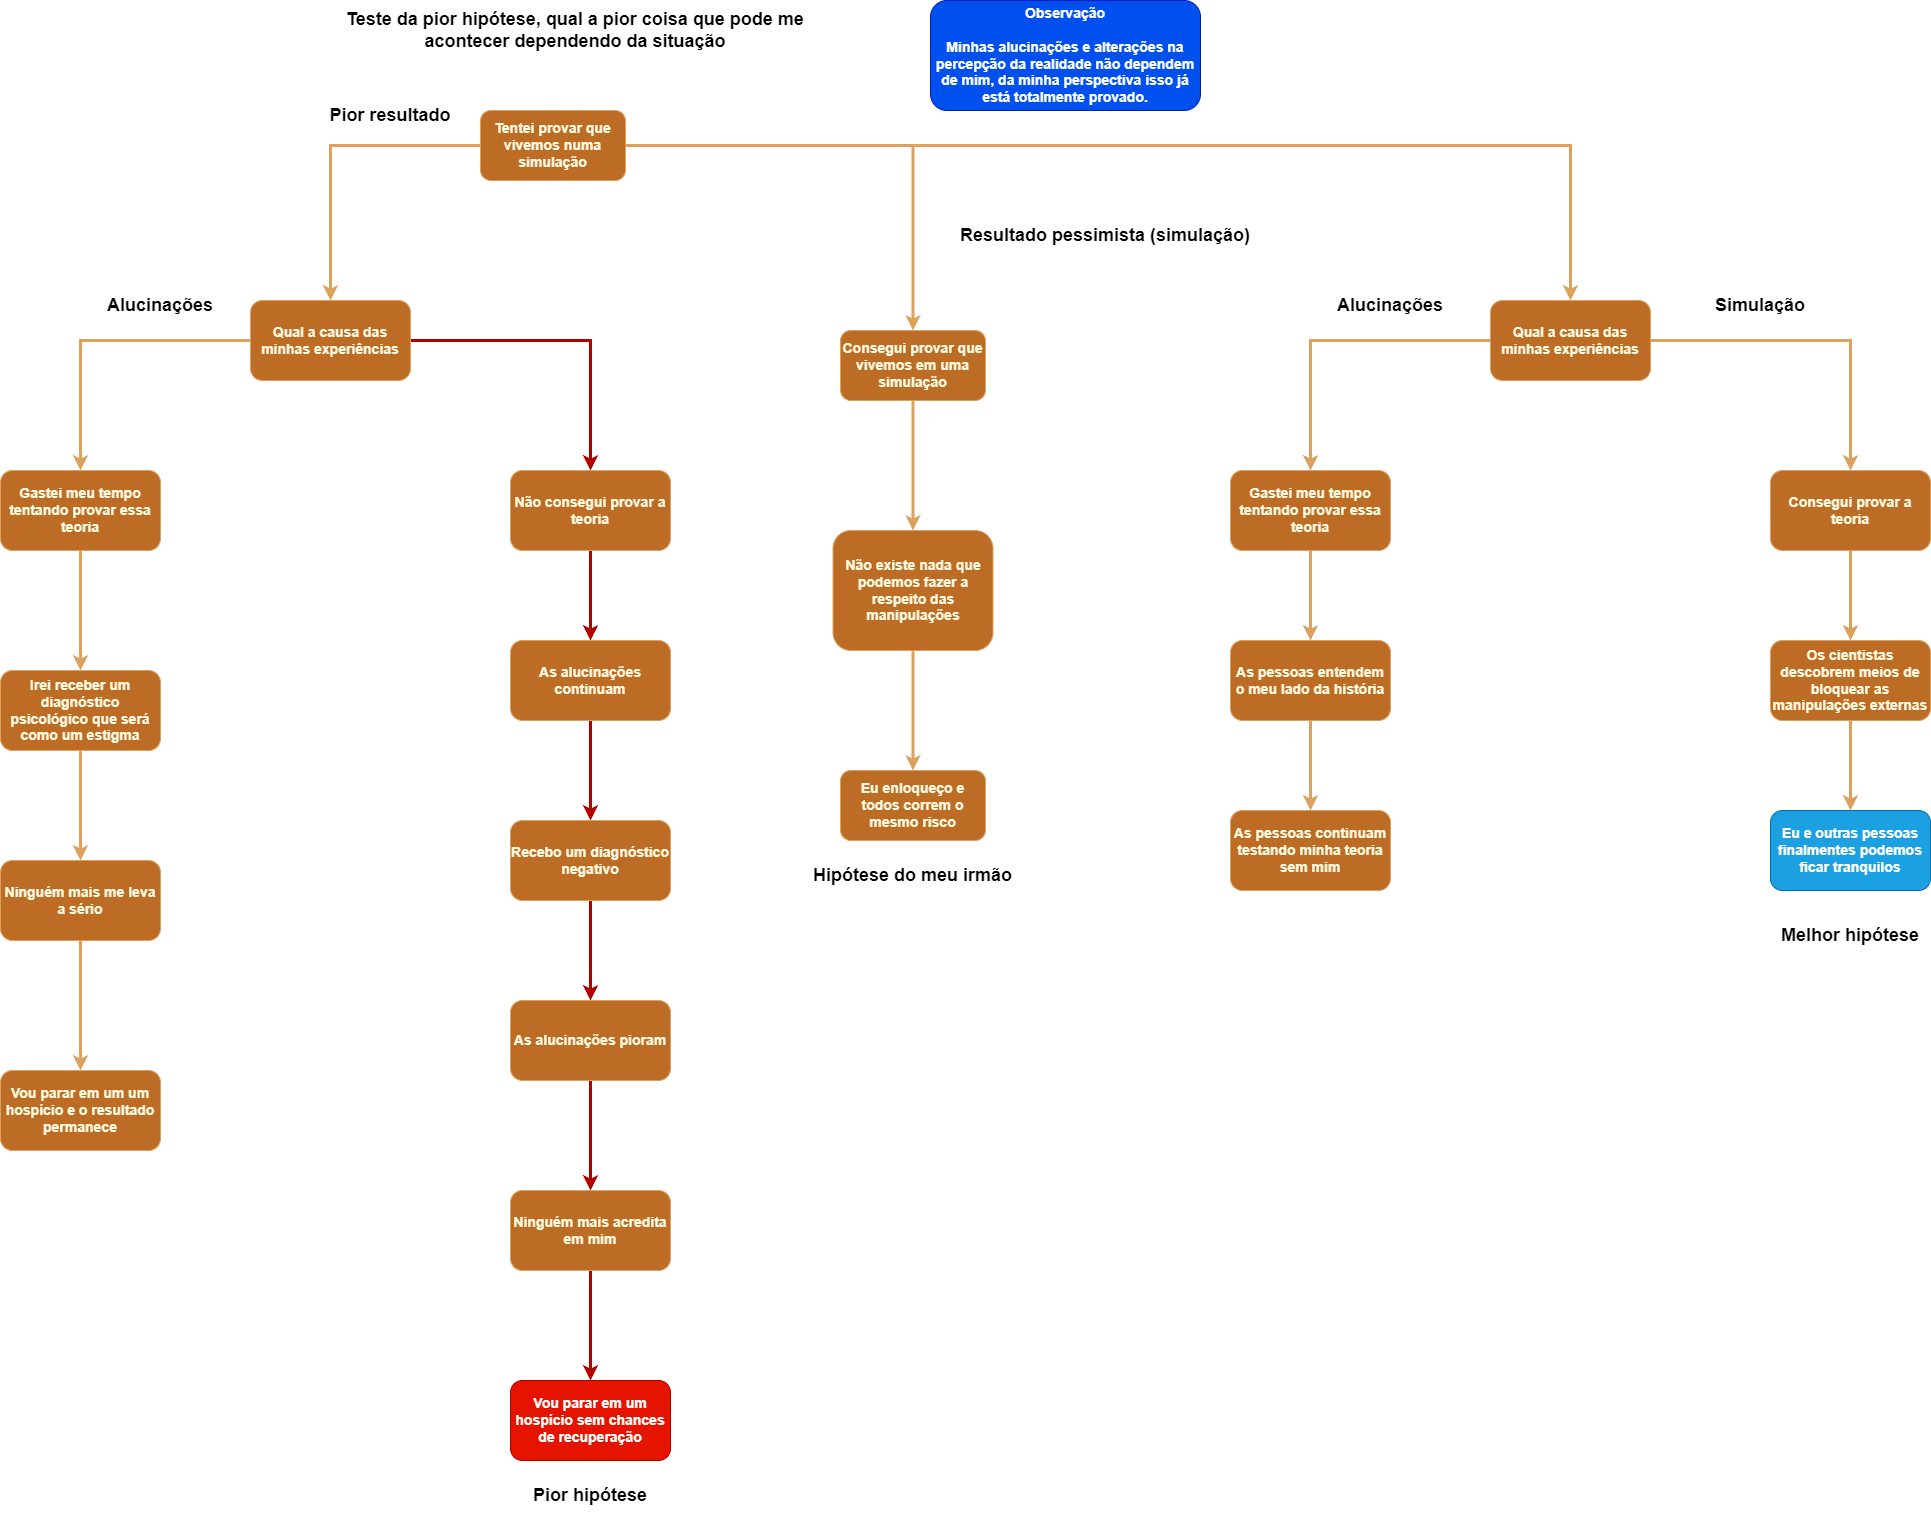 Teste da pior hipótese, qual a pior coisa que pode me
acontecer dependendo da situação
Observação
Minhas alucinações e alterações na
percepção da realidade não dependem
de mim, da minha perspectiva isso já
está totalmente provado.
Pior resultado
Tentei provar que
vivemos numa
simulação
Resultado pessimista (simulação)
Alucinações
Qual a causa das
minhas experiências
Alucinações
Qual a causa das
minhas experiências
Simulação
Consegui provar que
vivemos em uma
simulação
Gastei meu tempo
tentando provar essa
teoria
Não consegui provar a
teoria
Não existe nada que
podemos fazer a
respeito das
manipulações
Gastei meu tempo
tentando provar essa
teoria
Consegui provar a
teoria
Irei receber um
diagnóstico
psicológico que será
como um estigma
As alucinações
continuam
As pessoas entendem
o meu lado da história
Os cientistas
descobrem meios de
bloquear as
manipulações externas
Eu enloqueço e
todos correm o
mesmo risco
Hipótese do meu irmão
Ninguém mais me leva
a sério
Recebo um diagnóstico
negativo
As pessoas continuam
testando minha teoria
sem mim
Eu e outras pessoas
finalmentes podemos
ficar tranquilos
Melhor hipótese
Vou parar em um um
hospício e o resultado
permanece
As alucinações pioram
Ninguém mais acredita
em mim
Vou parar em um
hospício sem chances
de recuperação
Pior hipótese